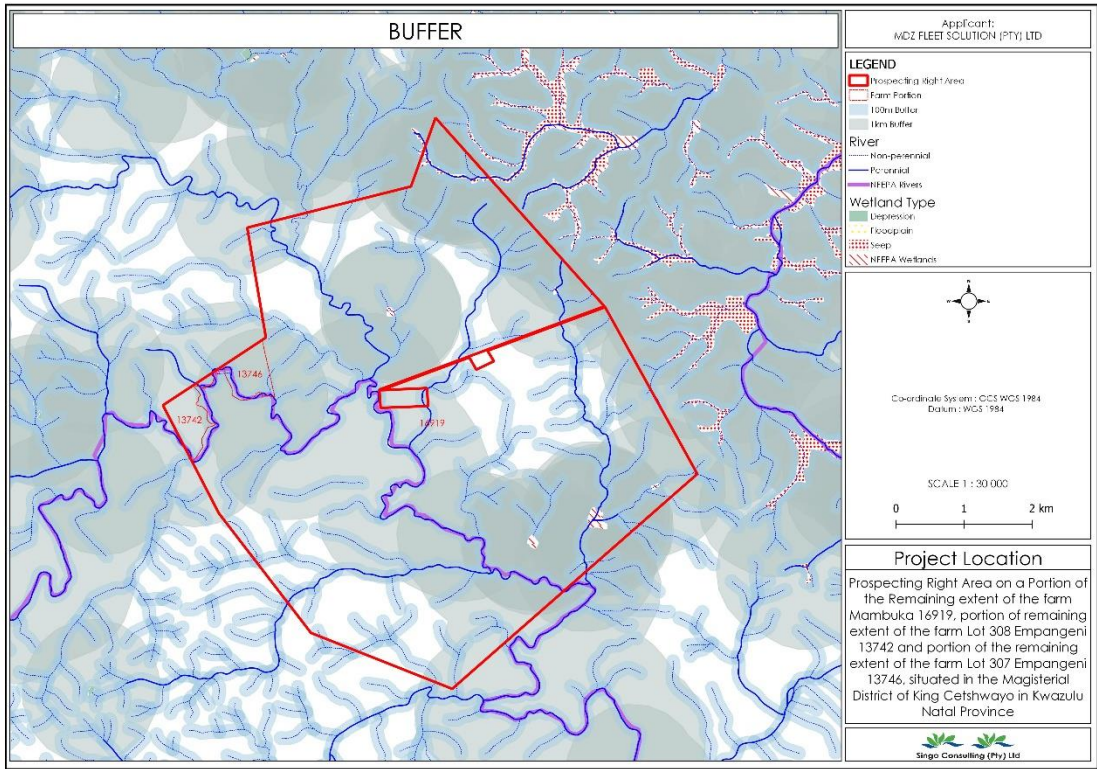 BUFFER
Applicant:
MDZ FLEET SOLUTION (PTY) LTD
LEGEND
Prospecting Right Area
Farm Portion
100m Buffer
1km Buffer
River
Non-perennial
Perennial
NFEPA Rivers
Wetland Type
Depression
Floodplain
Seep
NFEPA Wetlands
N
W
E
S
Co-ordinate System : GCS WGS 1984
Datum : WGS 1984
SCALE 1 : 30 000
0 1 2 km
Project Location
Prospecting Right Area on a Portion of
the Remaining extent of the farm
Mambuka 16919, portion of remaining
extent of the farm Lot 308 Empangeni
13742 and portion of the remaining
extent of the farm Lot 307 Empangeni
13746, situated in the Magisterial
District of King Cetshwayo in Kwazulu
Natal Province
Singo Consulting (Pty) Ltd
13746
13742
16919